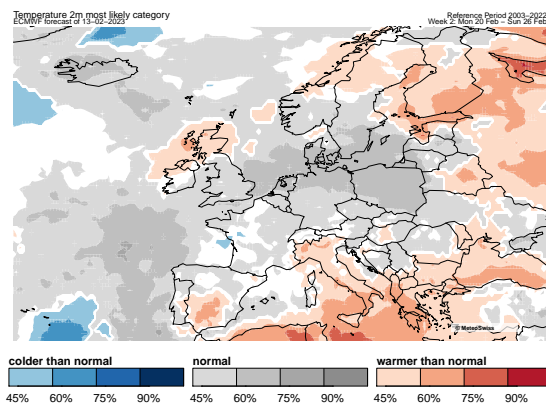 Temperature 2m most likely category
ECMWF forecast of 13−02−2023
Reference Period 2003−2022
Week 2: Mon 20 Feb − Sun 26 Feb
© MeteoSwiss
colder than normal
normal
warmer than normal
45% 60% 75% 90%
45% 60% 75% 90%
45% 60% 75% 90%